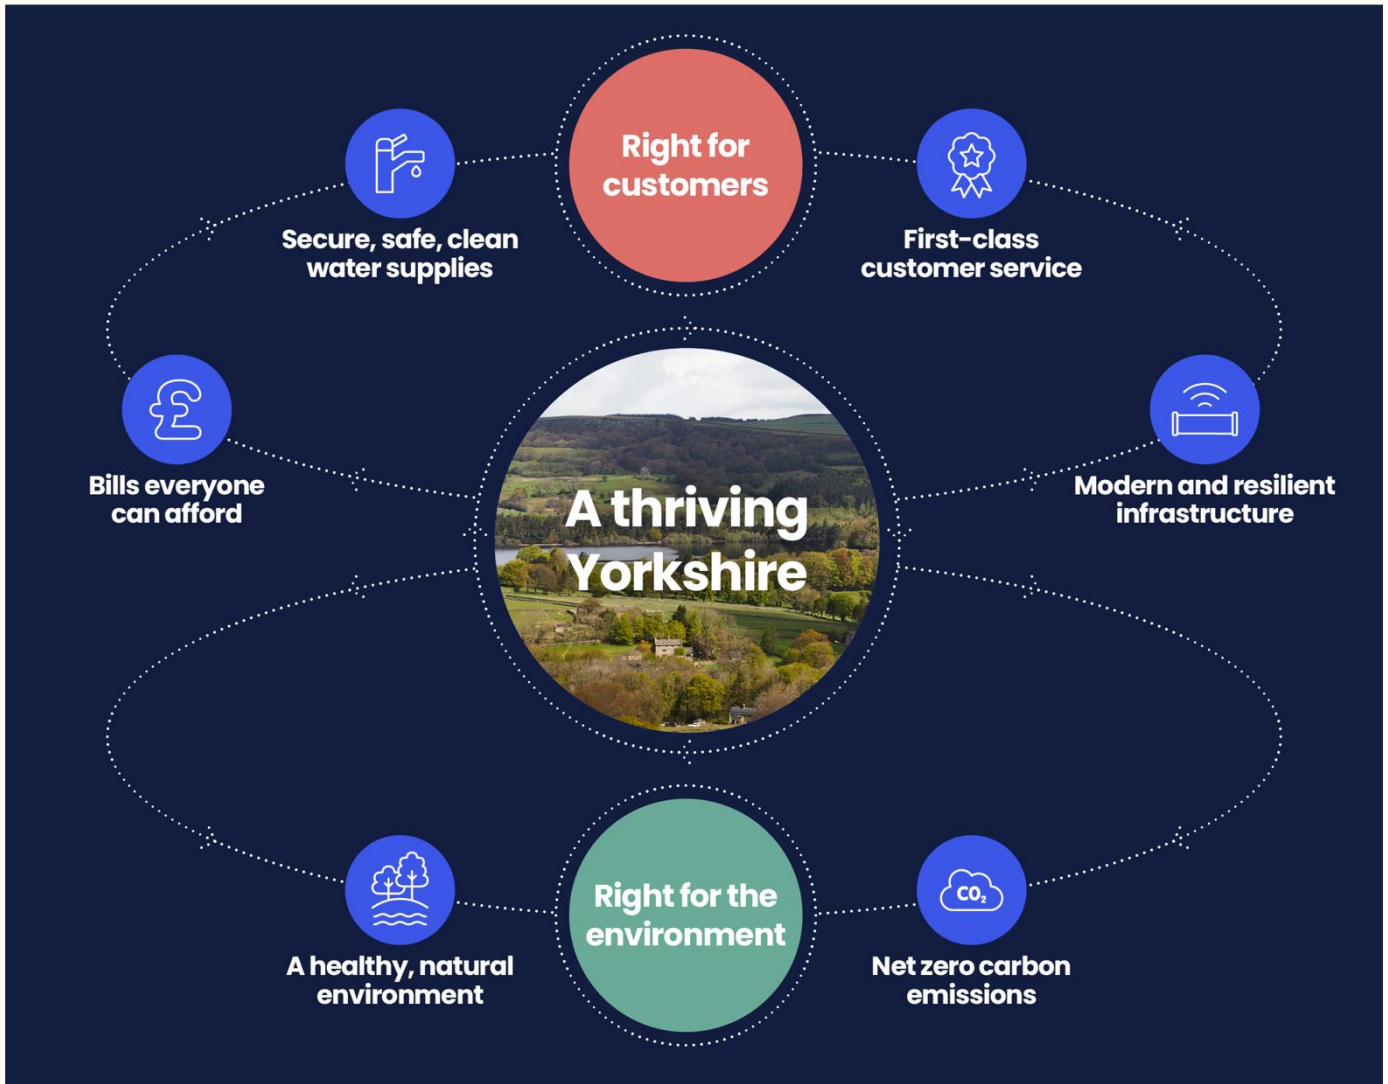 Right for
customers
Secure, safe, clean
water supplies
First-class
customer service
£
Bills everyone
can afford
Modern and resilient
infrastructure
A thriving
Yorkshire
Right for the
environment
A healthy, natural
environment
CO₂
Net zero carbon
emissions